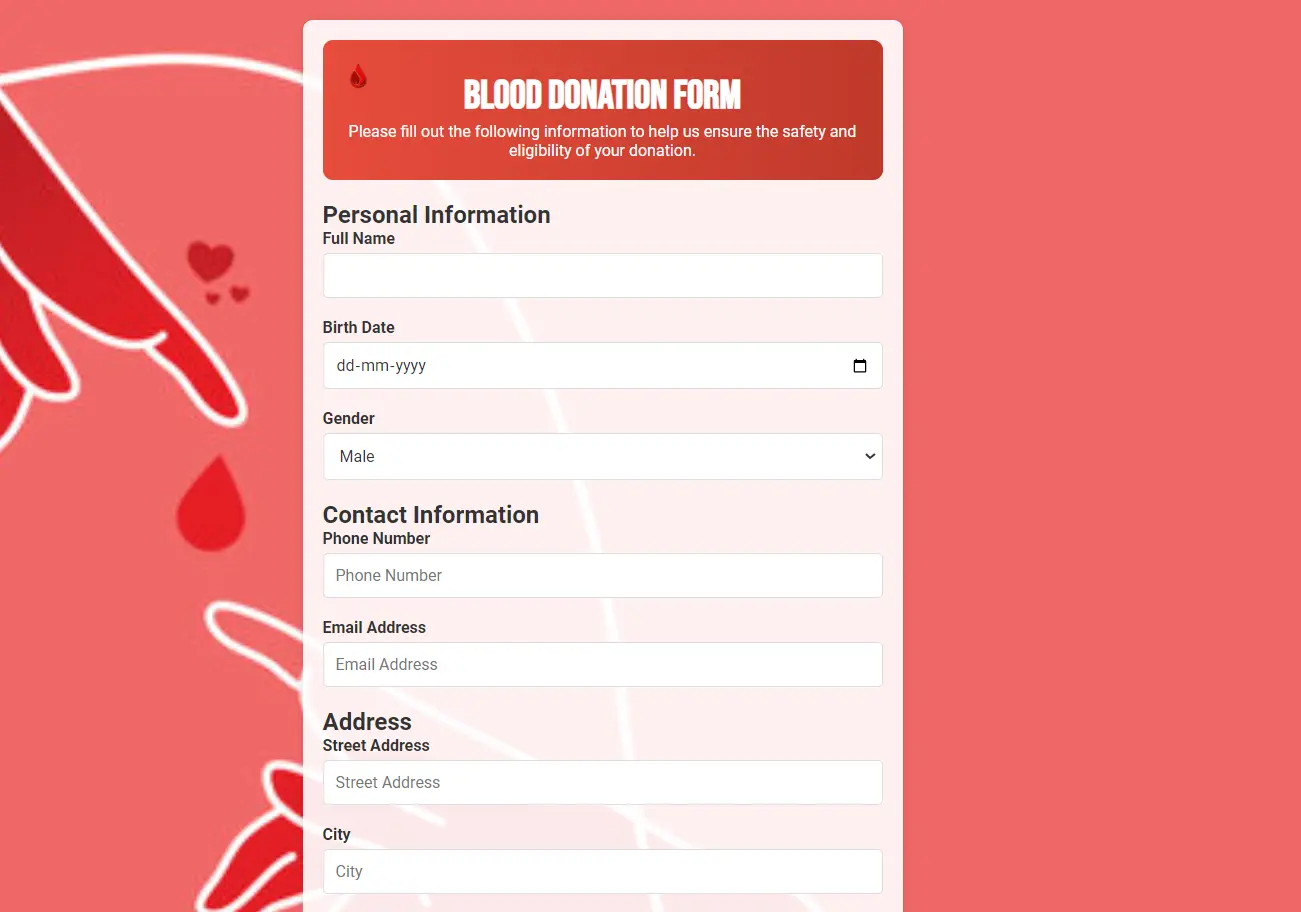 BLOOD DONATION FORM
Please fill out the following information to help us ensure the safety and
eligibility of your donation.
Personal Information
Full Name
Birth Date
dd-mm-yyyy
Gender
Male
Contact Information
Phone Number
Phone Number
Email Address
Email Address
Address
Street Address
Street Address
City
City